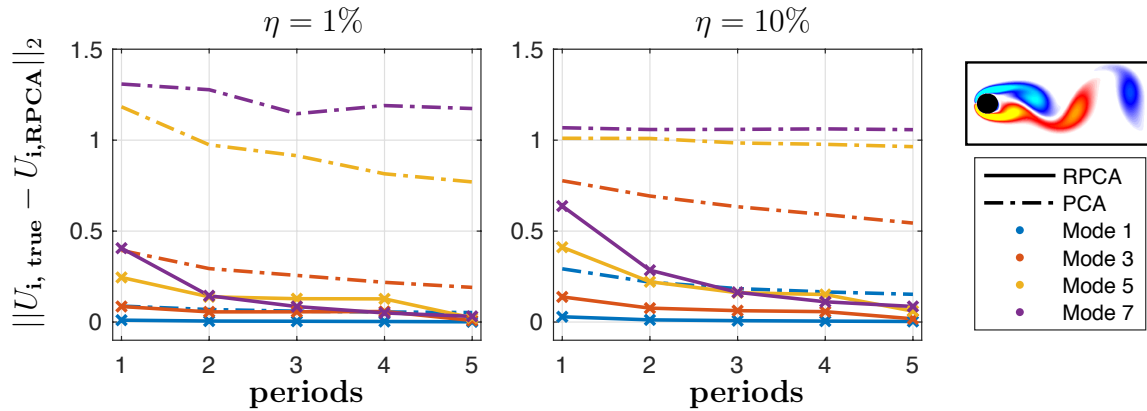 η = 1%
η = 10%
||U_{i, true} − U_{i,RPCA}||_2
1.5
1
0.5
0
1 2 3 4 5
periods
1.5
1
0.5
0
1 2 3 4 5
periods
RPCA
PCA
Mode 1
Mode 3
Mode 5
Mode 7